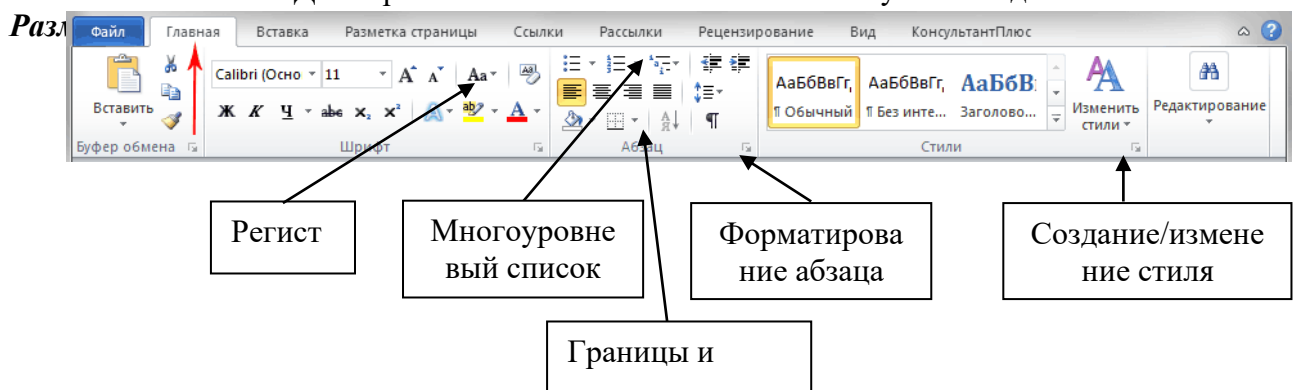 Файл Главная Вставка Разметка страницы Ссылки Рассылки Рецензирование Вид КонсультантПлюс
Calibri (Осно 11 Аа
АаБбВвГг, АаБбВвГг, АаБбВ
Вставить Ж К Ч abc x₂ x² А
¶ Обычный ¶ Без инте... Заголово... Изменить стили Редактирование
Буфер обмена Шрифт Абзац Стили
Регист
Многоуровне
вый список
Форматирова
ние абзаца
Создание/измене
ние стиля
Границы и